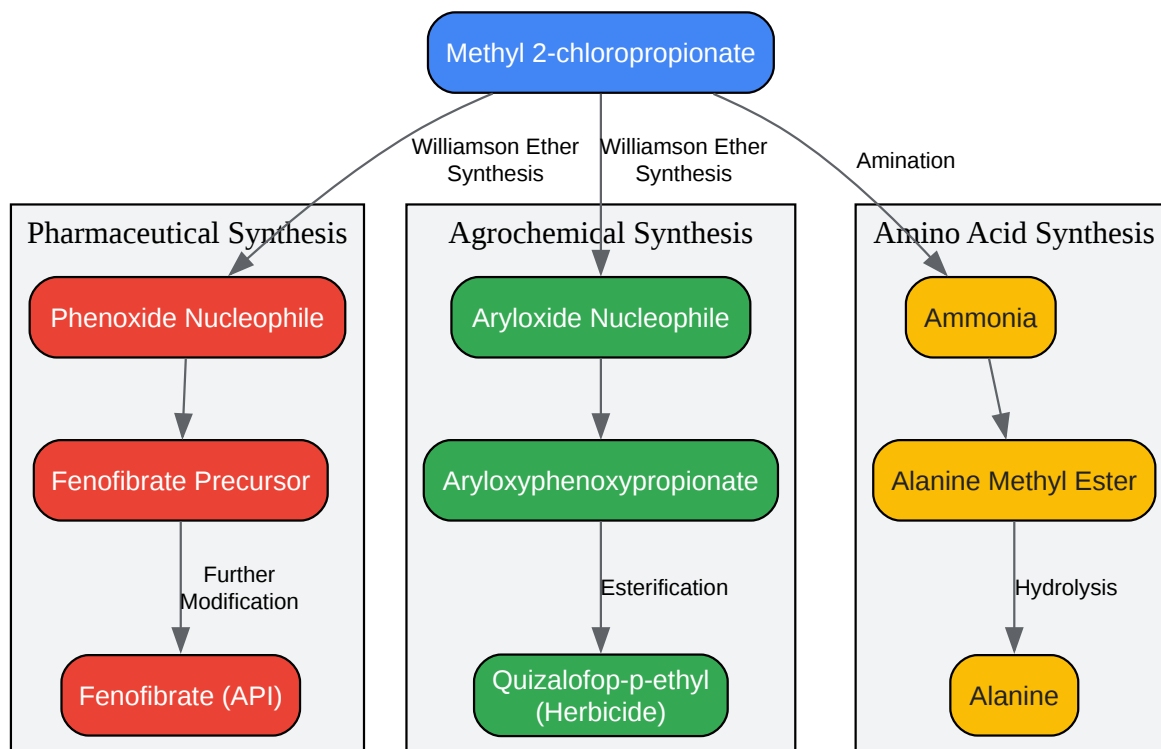 Methyl 2-chloropropionate
Williamson Ether
Synthesis
Williamson Ether
Synthesis
Amination
Pharmaceutical Synthesis
Agrochemical Synthesis
Amino Acid Synthesis
Phenoxide Nucleophile
Aryloxide Nucleophile
Ammonia
Fenofibrate Precursor
Aryloxyphenoxypropionate
Alanine Methyl Ester
Further
Modification
Esterification
Hydrolysis
Fenofibrate (API)
Quizalofop-p-ethyl
(Herbicide)
Alanine